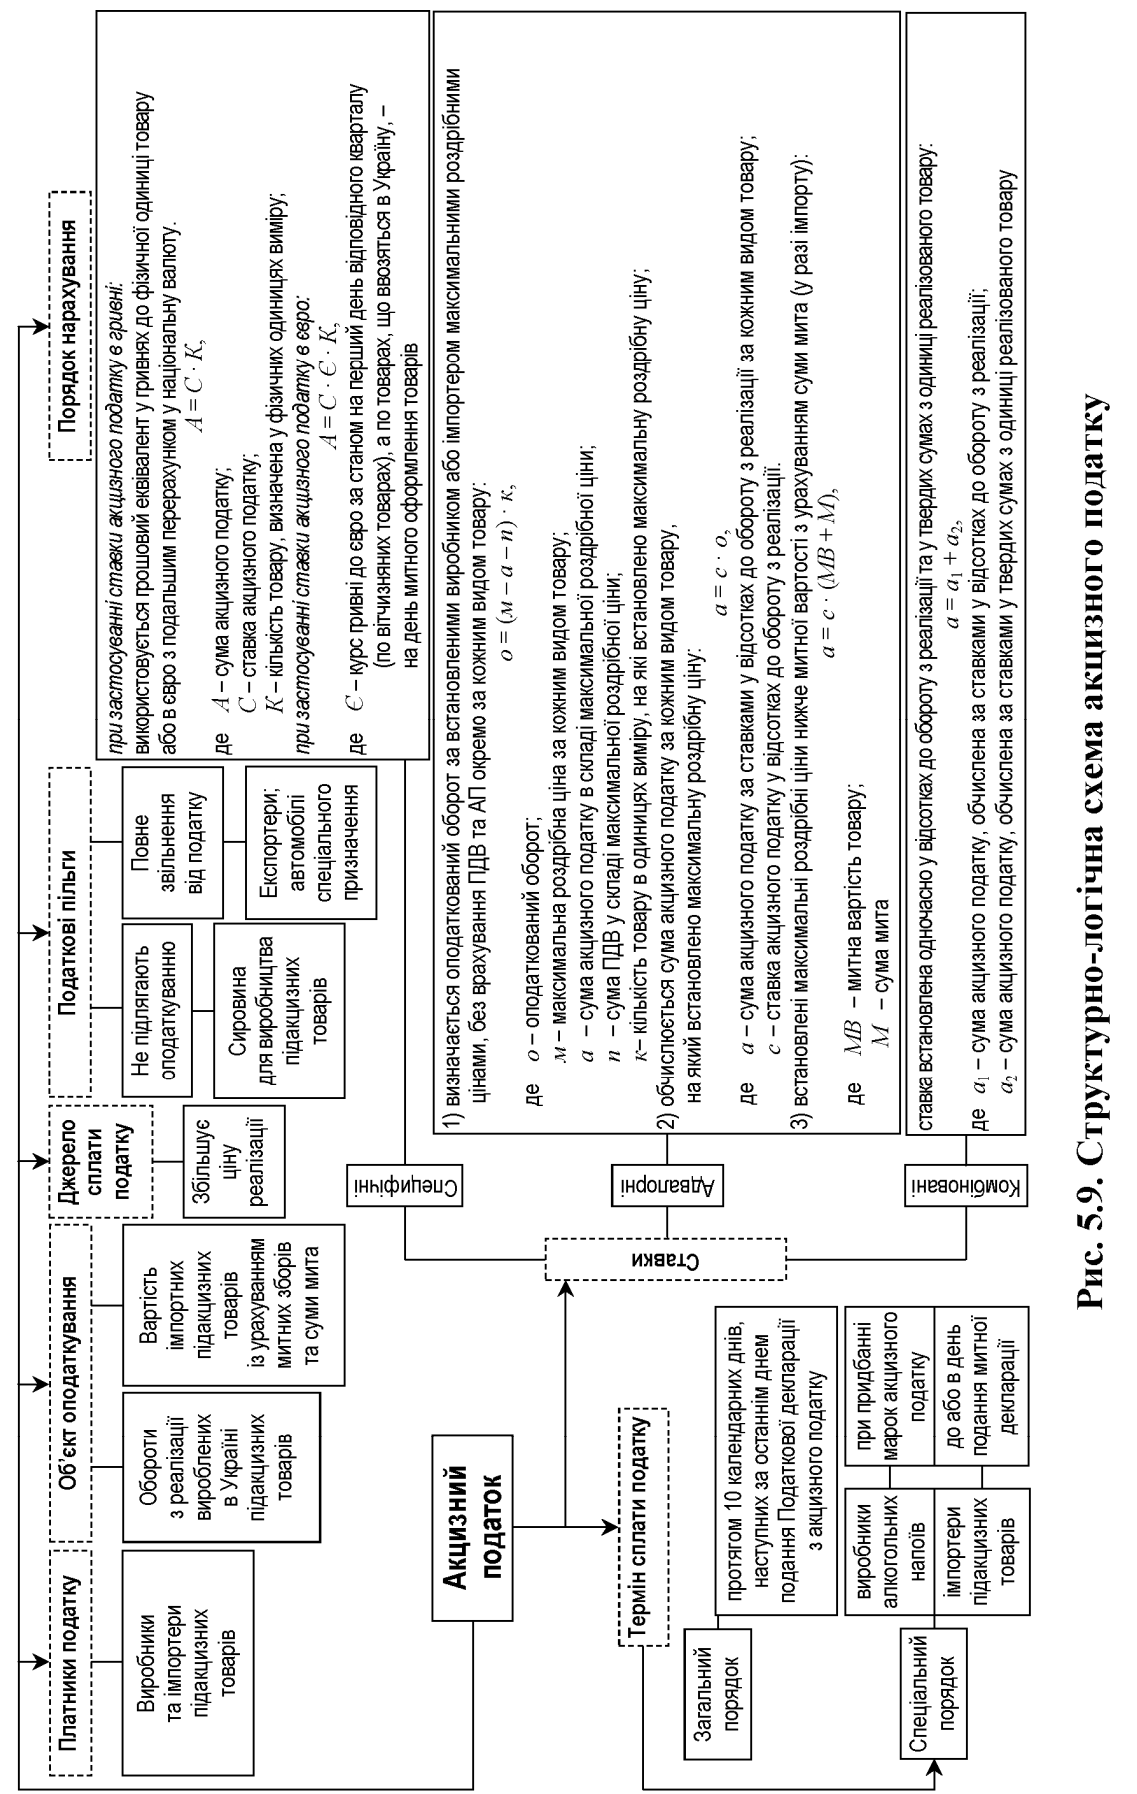 Платники податку
Виробники
та імпортери
підакцизних
товарів
Об’єкт оподаткування
Обороти
з реалізації
вироблених
в Україні
підакцизних
товарів
Вартість
імпортних
підакцизних
товарів
із урахуванням
митних зборів
та суми мита
Джерело
сплати
податку
Збільшує
ціну
реалізації
Податкові пільги
Не підлягають
оподаткуванню
Сировина
для виробництва
підакцизних
товарів
Повне
звільнення
від податку
Експортери;
автомобілі
спеціального
призначення
Порядок нарахування
при застосуванні ставки акцизного податку в гривні:
використовується грошовий еквівалент у гривнях до фізичної одиниці товару
або в євро з подальшим перерахунком у національну валюту.
A = C · K,
де A – сума акцизного податку;
C – ставка акцизного податку;
K – кількість товару, визначена у фізичних одиницях виміру;
при застосуванні ставки акцизного податку в євро:
A = C · Є · K,
де Є – курс гривні до євро за станом на перший день відповідного кварталу
(по вітчизняних товарах), а по товарах, що ввозяться в Україну, –
на день митного оформлення товарів
Акцизний
податок
Ставки
Специфічні
Адвалорні
Комбіновані
1) визначається оподаткований оборот за встановленими виробником або імпортером максимальними роздрібними
цінами, без врахування ПДВ та АП окремо за кожним видом товару:
о = (м – а – п) · к,
де о – оподаткований оборот;
м – максимальна роздрібна ціна за кожним видом товару;
а – сума акцизного податку в складі максимальної роздрібної ціни;
п – сума ПДВ у складі максимальної роздрібної ціни;
к– кількість товару в одиницях виміру, на які встановлено максимальну роздрібну ціну;
2) обчислюється сума акцизного податку за кожним видом товару,
на який встановлено максимальну роздрібну ціну:
a = c · o,
де а – сума акцизного податку за ставками у відсотках до обороту з реалізації за кожним видом товару;
с – ставка акцизного податку у відсотках до обороту з реалізації.
3) встановлені максимальні роздрібні ціни нижче митної вартості з урахуванням суми мита (у разі імпорту):
a = c · (МВ + М),
де МВ – митна вартість товару;
М – сума мита
ставка встановлена одночасно у відсотках до обороту з реалізації та у твердих сумах з одиниці реалізованого товару:
a = a₁ + a₂,
де a₁ – сума акцизного податку, обчислена за ставками у відсотках до обороту з реалізації;
a₂ – сума акцизного податку, обчислена за ставками у твердих сумах з одиниці реалізованого товару
Термін сплати податку
Загальний
порядок
протягом 10 календарних днів,
наступних за останнім днем
подання Податкової декларації
з акцизного податку
Спеціальний
порядок
виробники
алкогольних
напоїв
при придбанні
марок акцизного
податку
імпортери
підакцизних
товарів
до або в день
подання митної
декларації
Рис. 5.9. Структурно-логічна схема акцизного податку